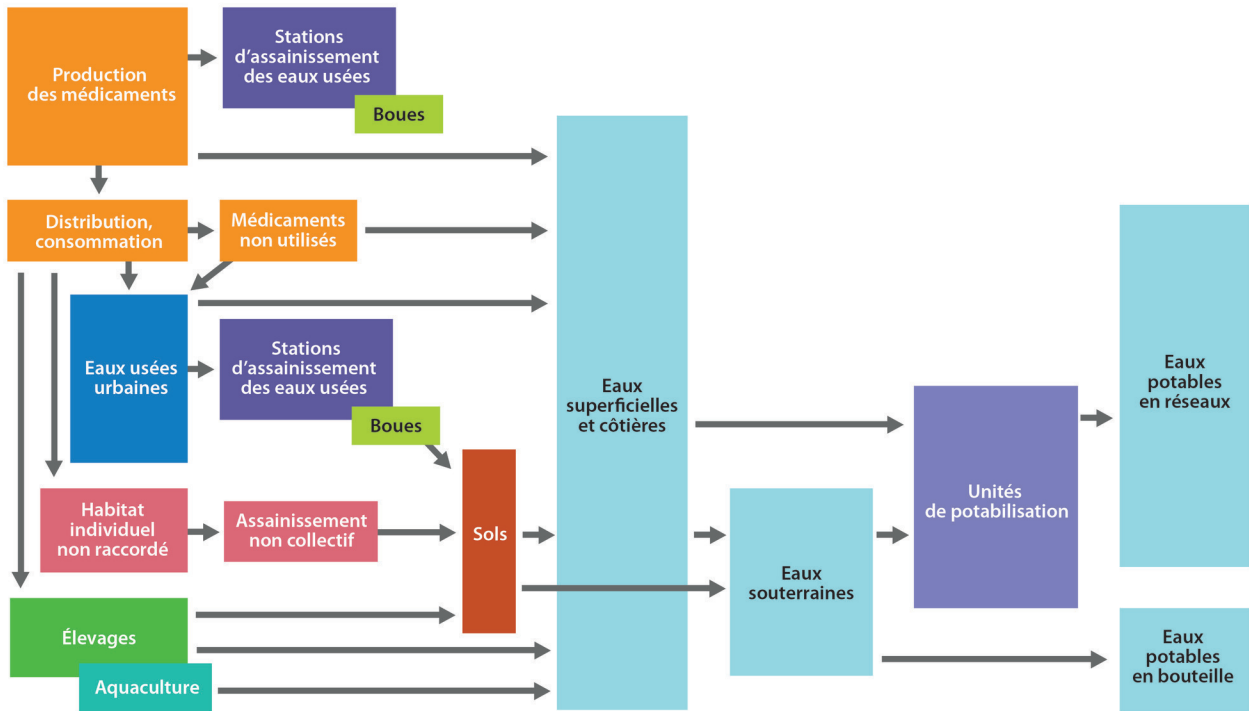 Production
des médicaments
Stations
d'assainissement
des eaux usées
Boues
Distribution,
consommation
Médicaments
non utilisés
Eaux usées
urbaines
Stations
d'assainissement
des eaux usées
Boues
Habitat
individuel
non raccordé
Assainissement
non collectif
Sols
Élevages
Aquaculture
Eaux
superficielles
et côtières
Eaux
souterraines
Unités
de potabilisation
Eaux
potables
en réseaux
Eaux
potables
en bouteille